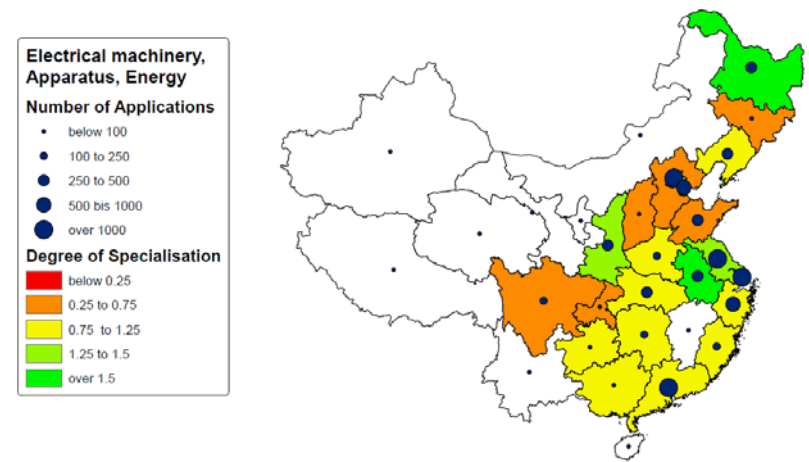 Electrical machinery,
Apparatus, Energy
Number of Applications
below 100
100 to 250
250 to 500
500 bis 1000
over 1000
Degree of Specialisation
below 0.25
0.25 to 0.75
0.75 to 1.25
1.25 to 1.5
over 1.5